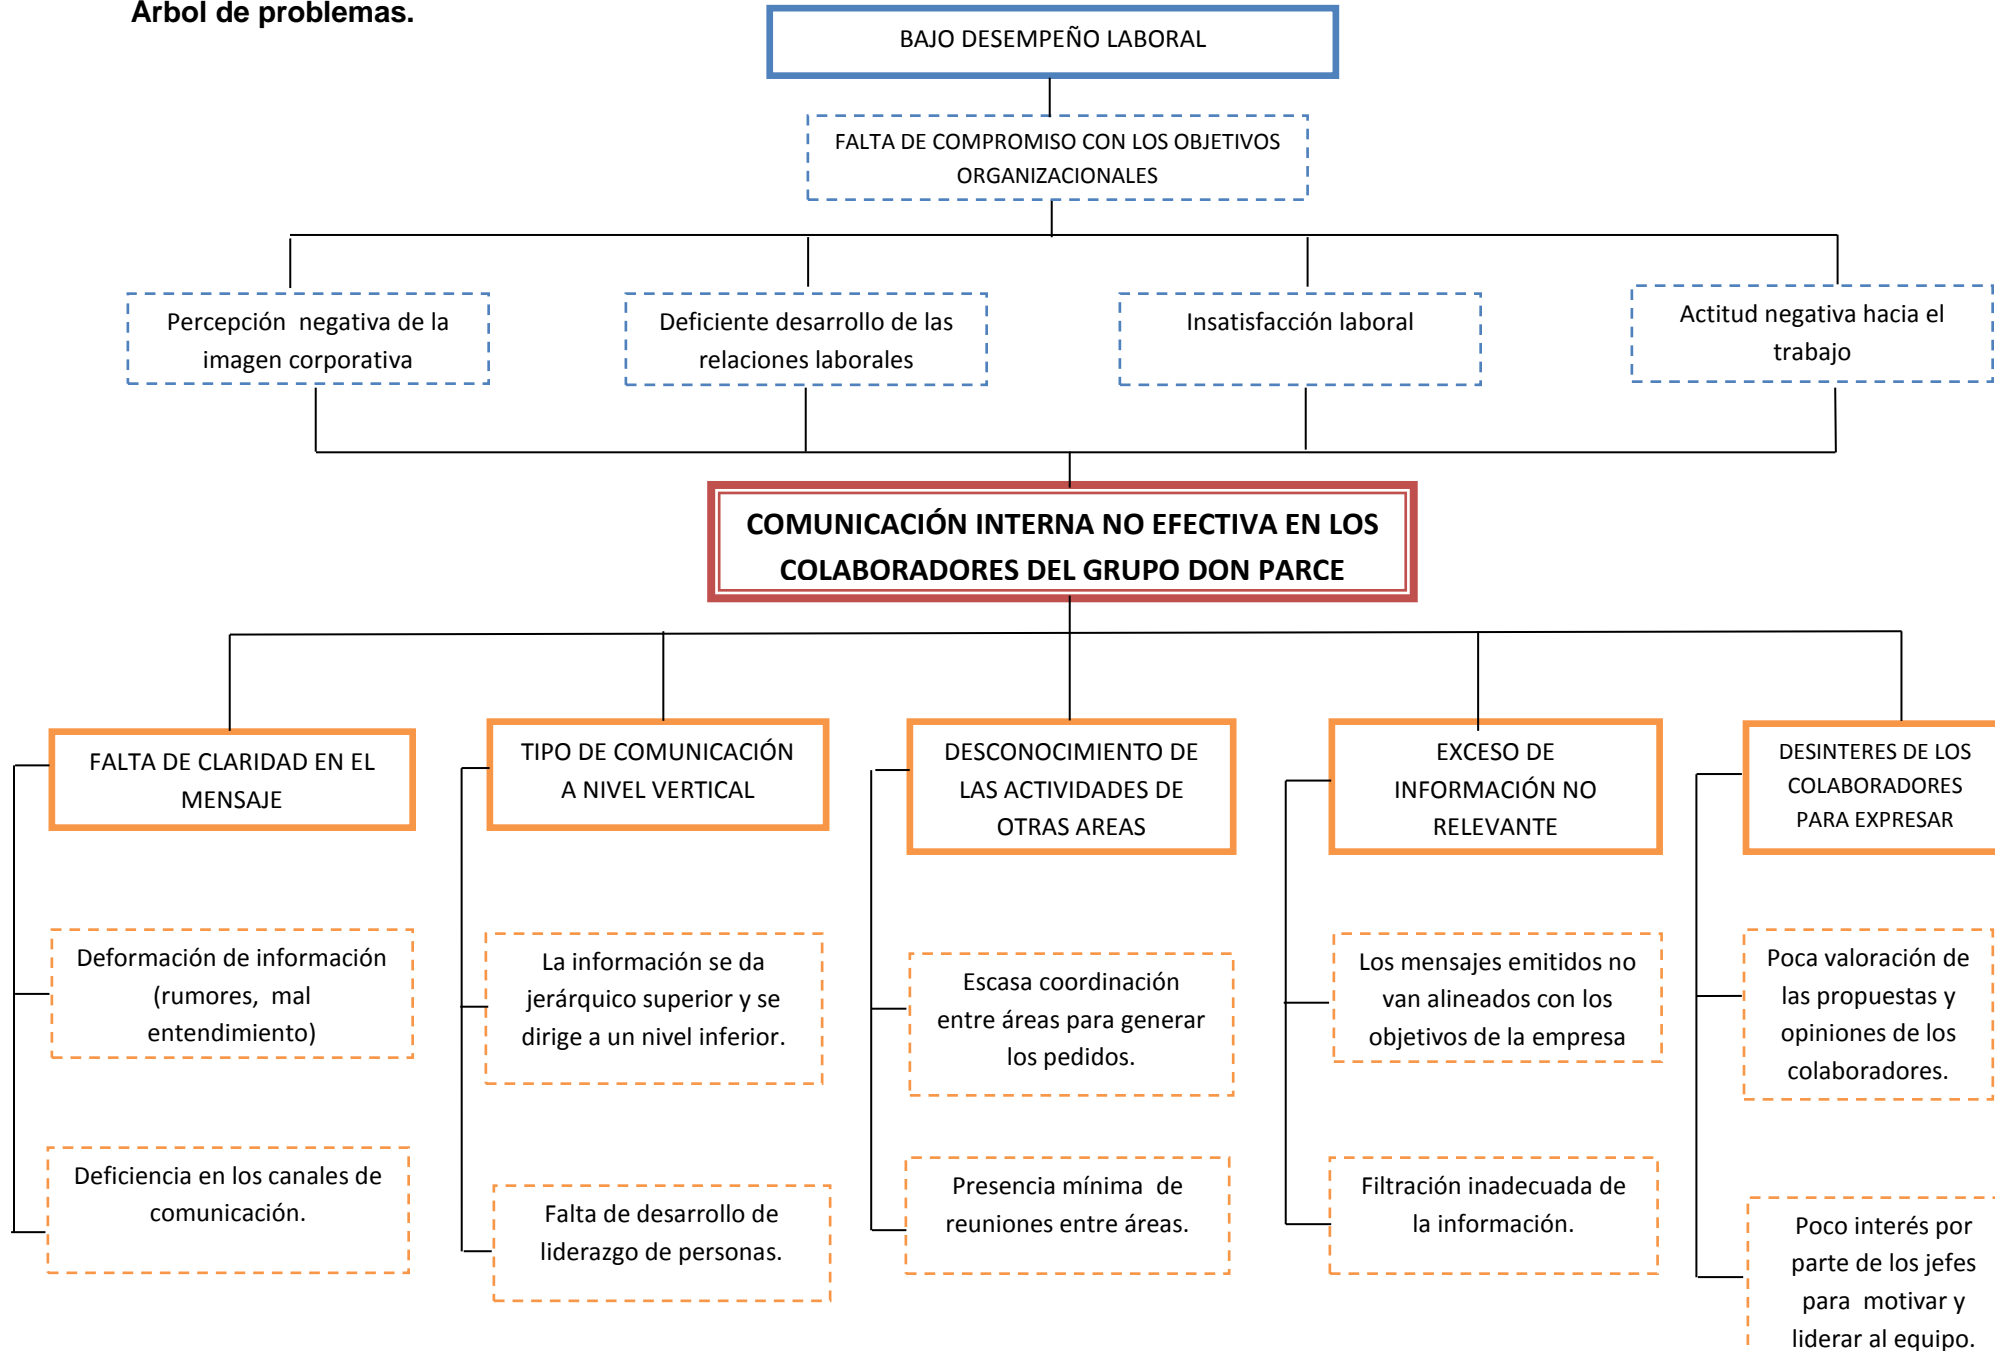 Árbol de problemas.
BAJO DESEMPEÑO LABORAL
FALTA DE COMPROMISO CON LOS OBJETIVOS
ORGANIZACIONALES
Percepción negativa de la
imagen corporativa
Deficiente desarrollo de las
relaciones laborales
Insatisfacción laboral
Actitud negativa hacia el
trabajo
COMUNICACIÓN INTERNA NO EFECTIVA EN LOS
COLABORADORES DEL GRUPO DON PARCE
FALTA DE CLARIDAD EN EL
MENSAJE
TIPO DE COMUNICACIÓN
A NIVEL VERTICAL
DESCONOCIMIENTO DE
LAS ACTIVIDADES DE
OTRAS AREAS
EXCESO DE
INFORMACIÓN NO
RELEVANTE
DESINTERES DE LOS
COLABORADORES
PARA EXPRESAR
Deformación de información
(rumores, mal
entendimiento)
La información se da
jerárquico superior y se
dirige a un nivel inferior.
Escasa coordinación
entre áreas para generar
los pedidos.
Los mensajes emitidos no
van alineados con los
objetivos de la empresa
Poca valoración de
las propuestas y
opiniones de los
colaboradores.
Deficiencia en los canales de
comunicación.
Falta de desarrollo de
liderazgo de personas.
Presencia mínima de
reuniones entre áreas.
Filtración inadecuada de
la información.
Poco interés por
parte de los jefes
para motivar y
liderar al equipo.